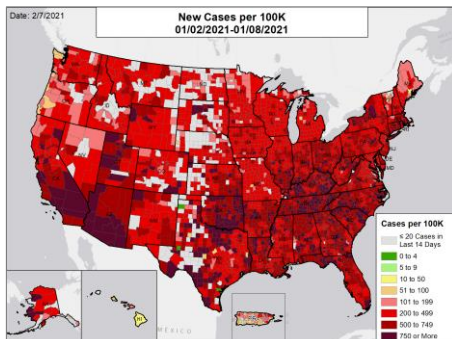 Date: 2/7/2021
New Cases per 100K
01/02/2021-01/08/2021
MÉXICO
HI
Cases per 100K
≤ 20 Cases in
Last 14 Days
0 to 4
5 to 9
10 to 50
51 to 100
101 to 199
200 to 499
500 to 749
750 or More